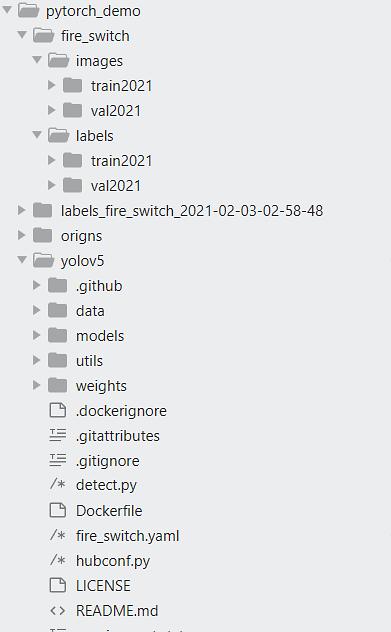 pytorch_demo
fire_switch
images
train2021
val2021
labels
train2021
val2021
labels_fire_switch_2021-02-03-02-58-48
origns
yolov5
.github
data
models
utils
weights
.dockerignore
.gitattributes
.gitignore
/* detect.py
Dockerfile
/* fire_switch.yaml
/* hubconf.py
LICENSE
<> README.md